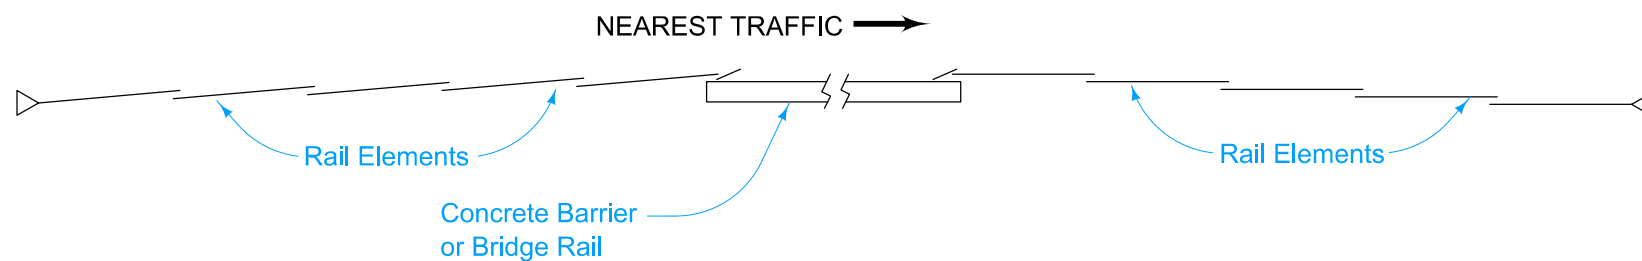 NEAREST TRAFFIC
Rail Elements
Rail Elements
Concrete Barrier
or Bridge Rail